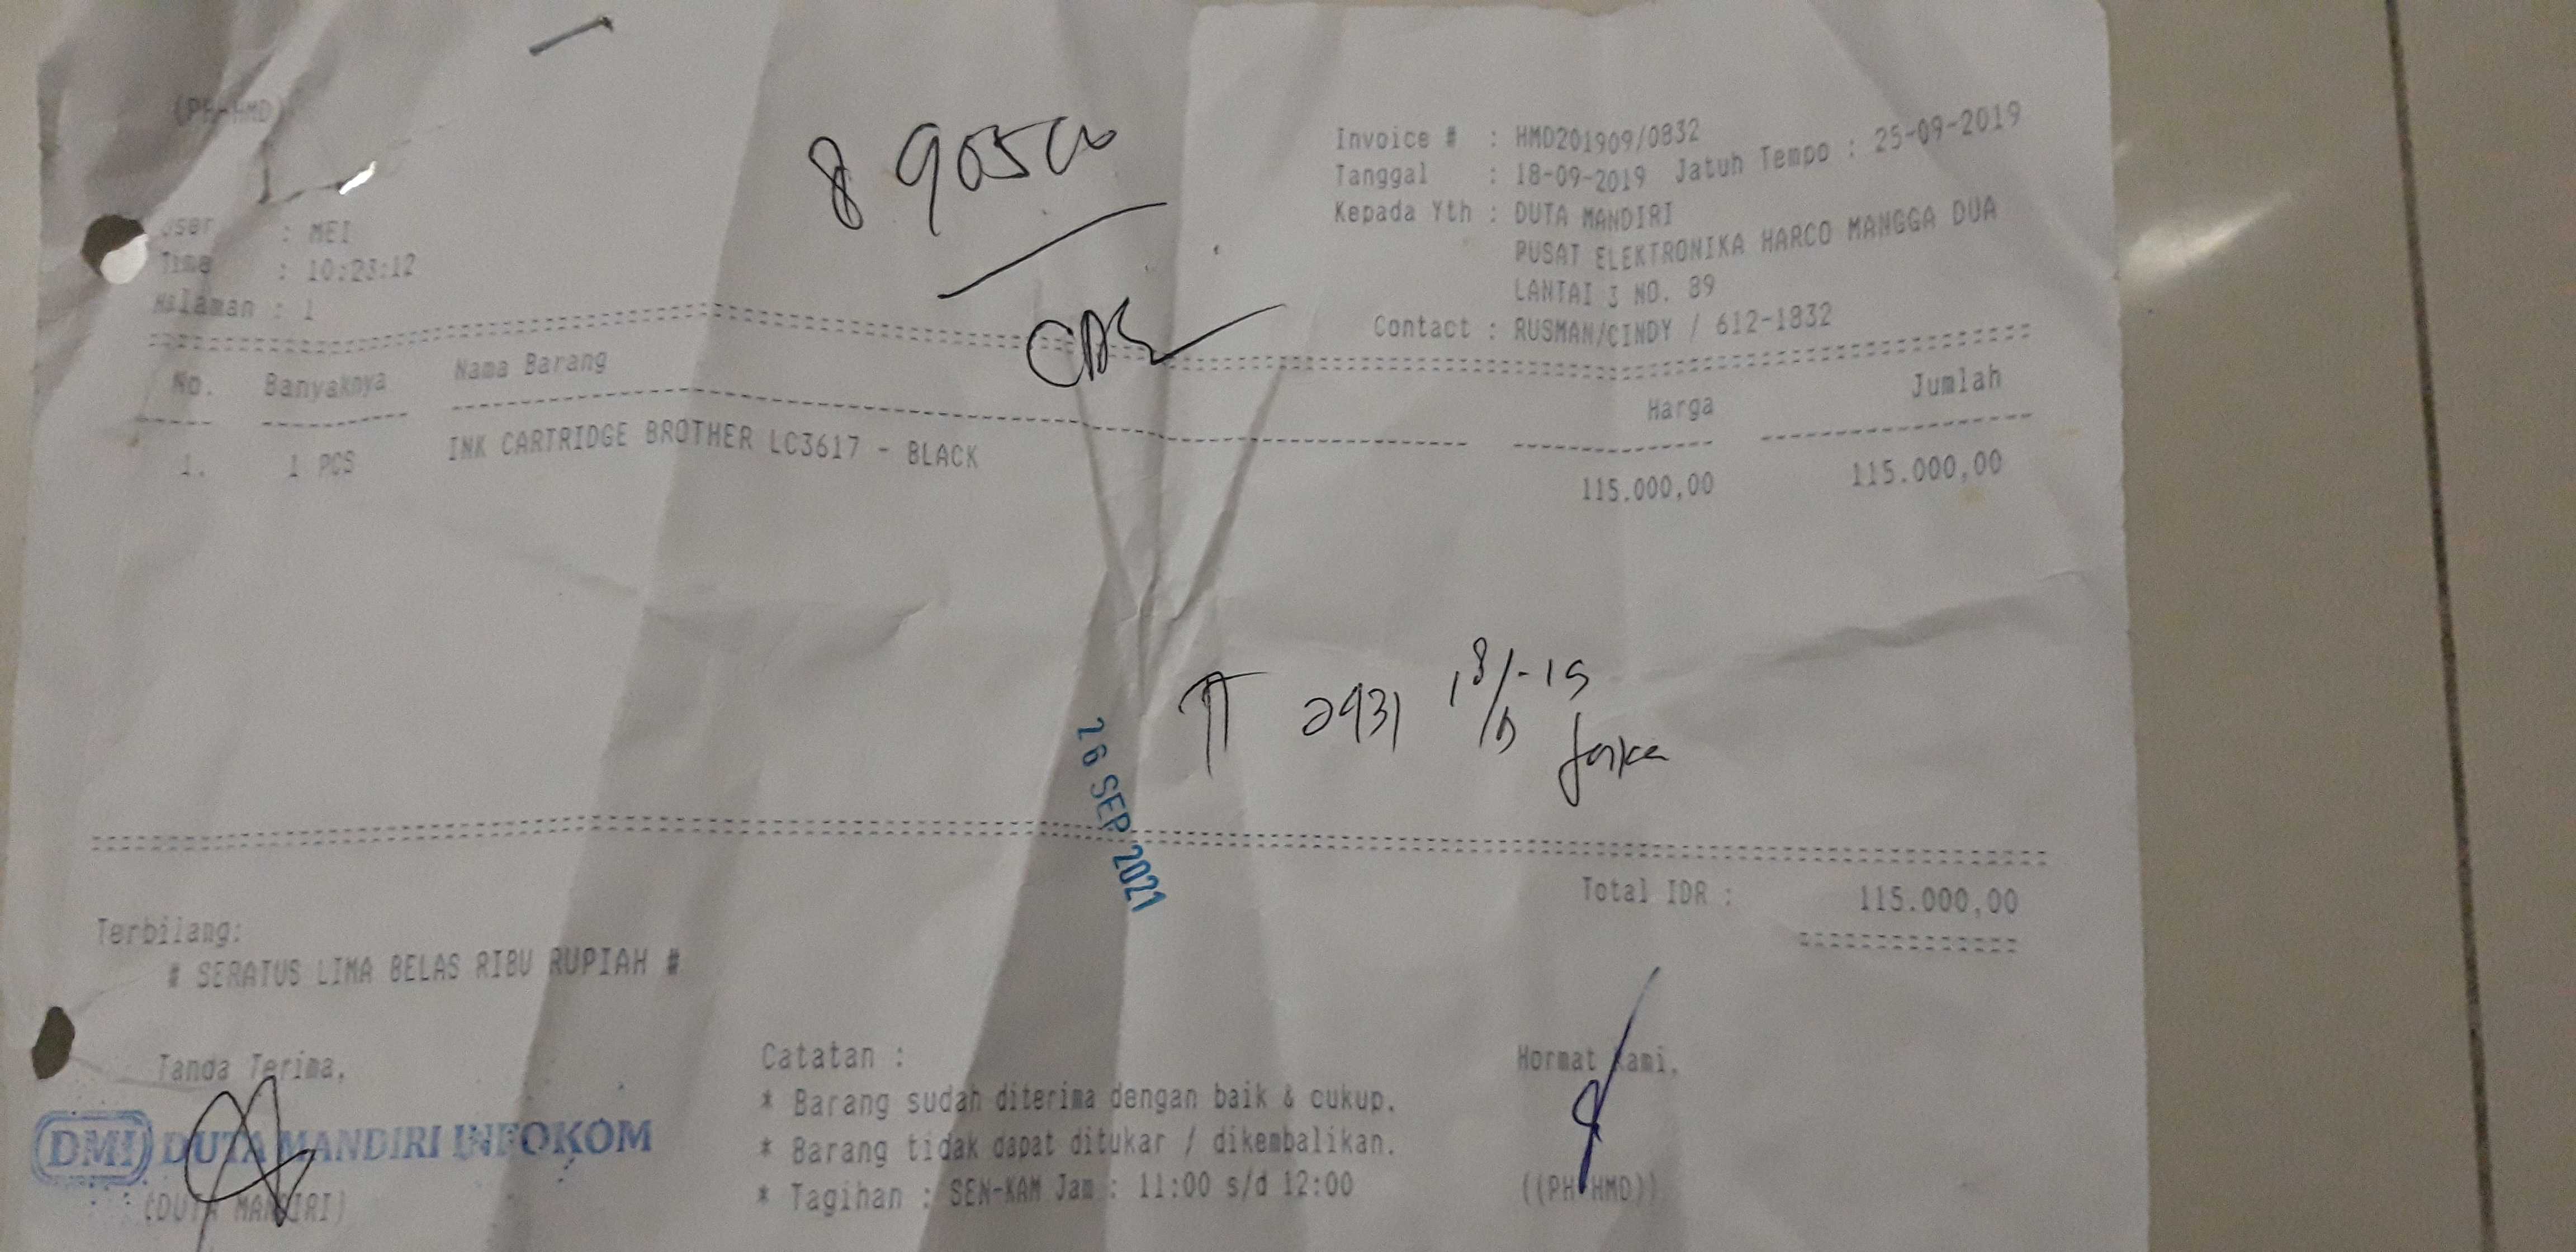 (PH-HMD)
8 90500
Invoice # : HMD201909/0832
Tanggal : 18-09-2019 Jatuh Tempo : 25-09-2019
Kepada Yth : DUTA MANDIRI
PUSAT ELEKTRONIKA HARCO MANGGA DUA
LANTAI 3 NO. 89
Contact : RUSMAN/CINDY / 612-1832
User : MEI
Time : 10:23:12
Halaman : 1
No. Banyaknya Nama Barang Harga Jumlah
1. 1 PCS INK CARTRIDGE BROTHER LC3617 - BLACK 115.000,00 115.000,00
2931
26 SEP 2021
Total IDR : 115.000,00
Terbilang:
# SERATUS LIMA BELAS RIBU RUPIAH #
Tanda Terima,
DMI DUTA MANDIRI INFOKOM
(DUTA MANDIRI)
Catatan :
* Barang sudah diterima dengan baik & cukup.
* Barang tidak dapat ditukar / dikembalikan.
* Tagihan : SEN-KAM Jam : 11:00 s/d 12:00
Hormat Kami,
((PH-HMD))